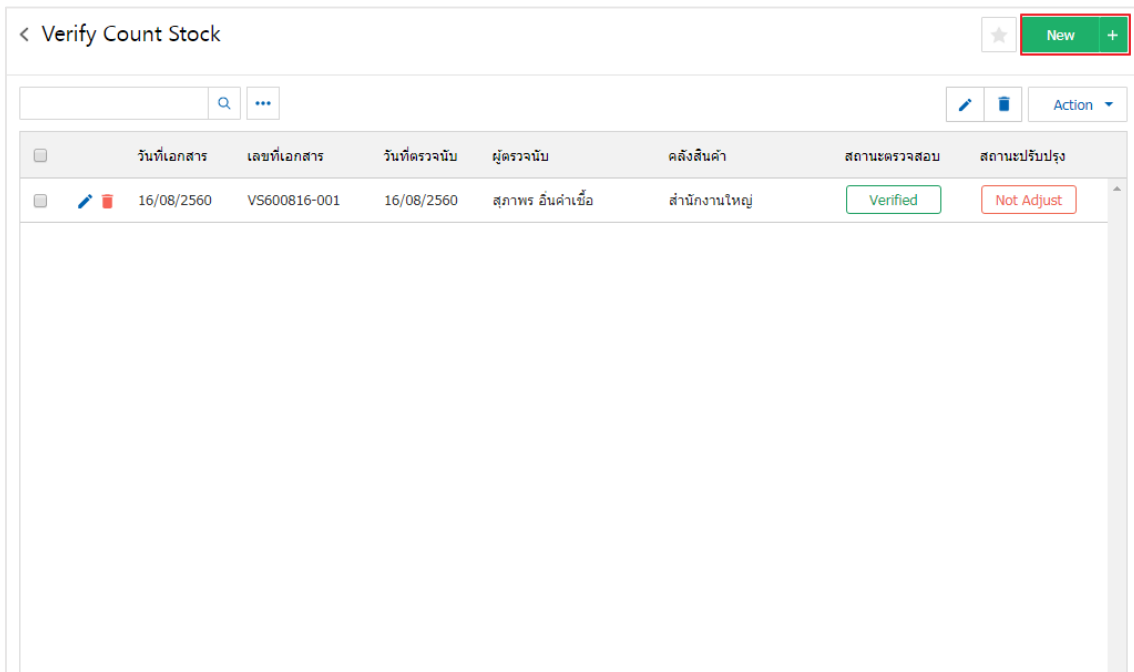 Verify Count Stock
New +
Action
วันที่เอกสาร เลขที่เอกสาร วันที่ตรวจนับ ผู้ตรวจนับ คลังสินค้า สถานะตรวจสอบ สถานะปรับปรุง
16/08/2560 VS600816-001 16/08/2560 สุภาพร อิ่นคำเชื้อ สำนักงานใหญ่ Verified Not Adjust